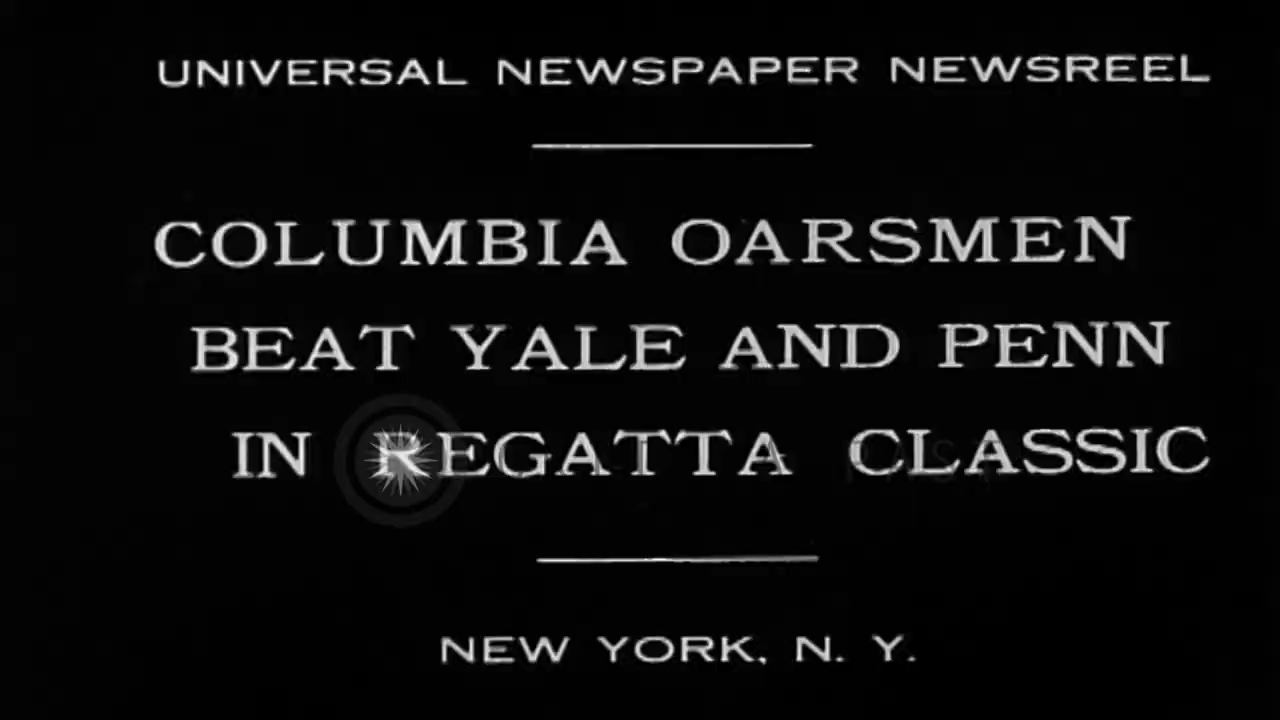 UNIVERSAL NEWSPAPER NEWSREEL
COLUMBIA OARSMEN
BEAT YALE AND PENN
IN REGATTA CLASSIC
NEW YORK, N. Y.